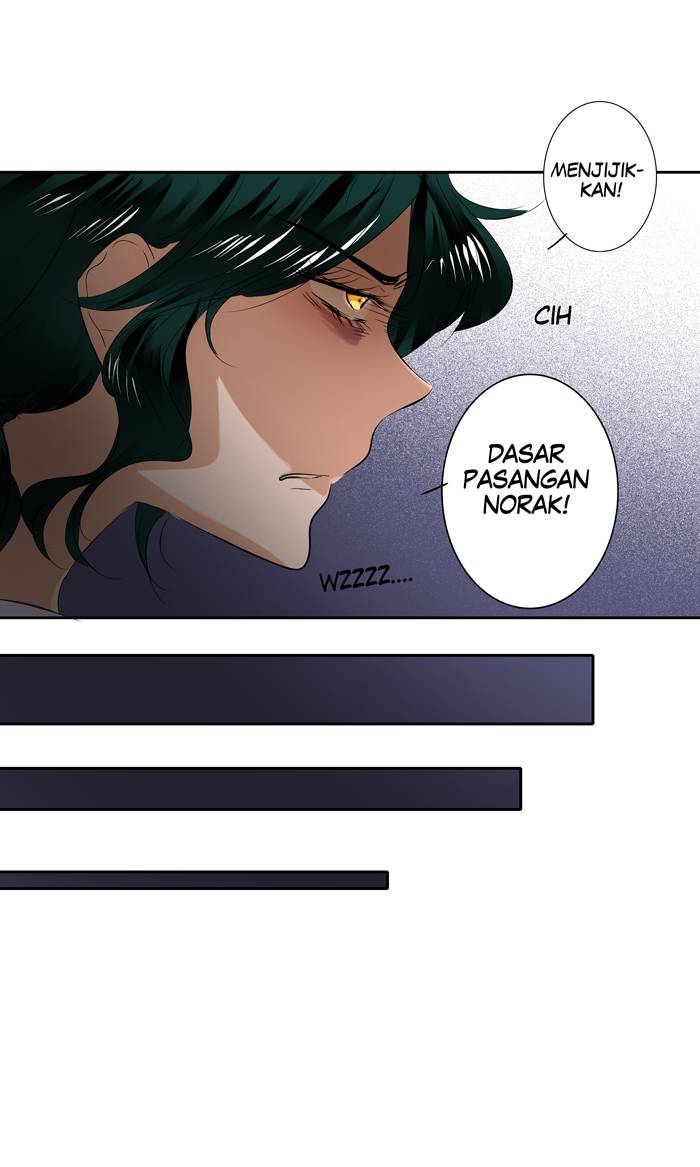 MENJIJIK-
KAN!
CIH
DASAR
PASANGAN
NORAK!
WZZZZ....